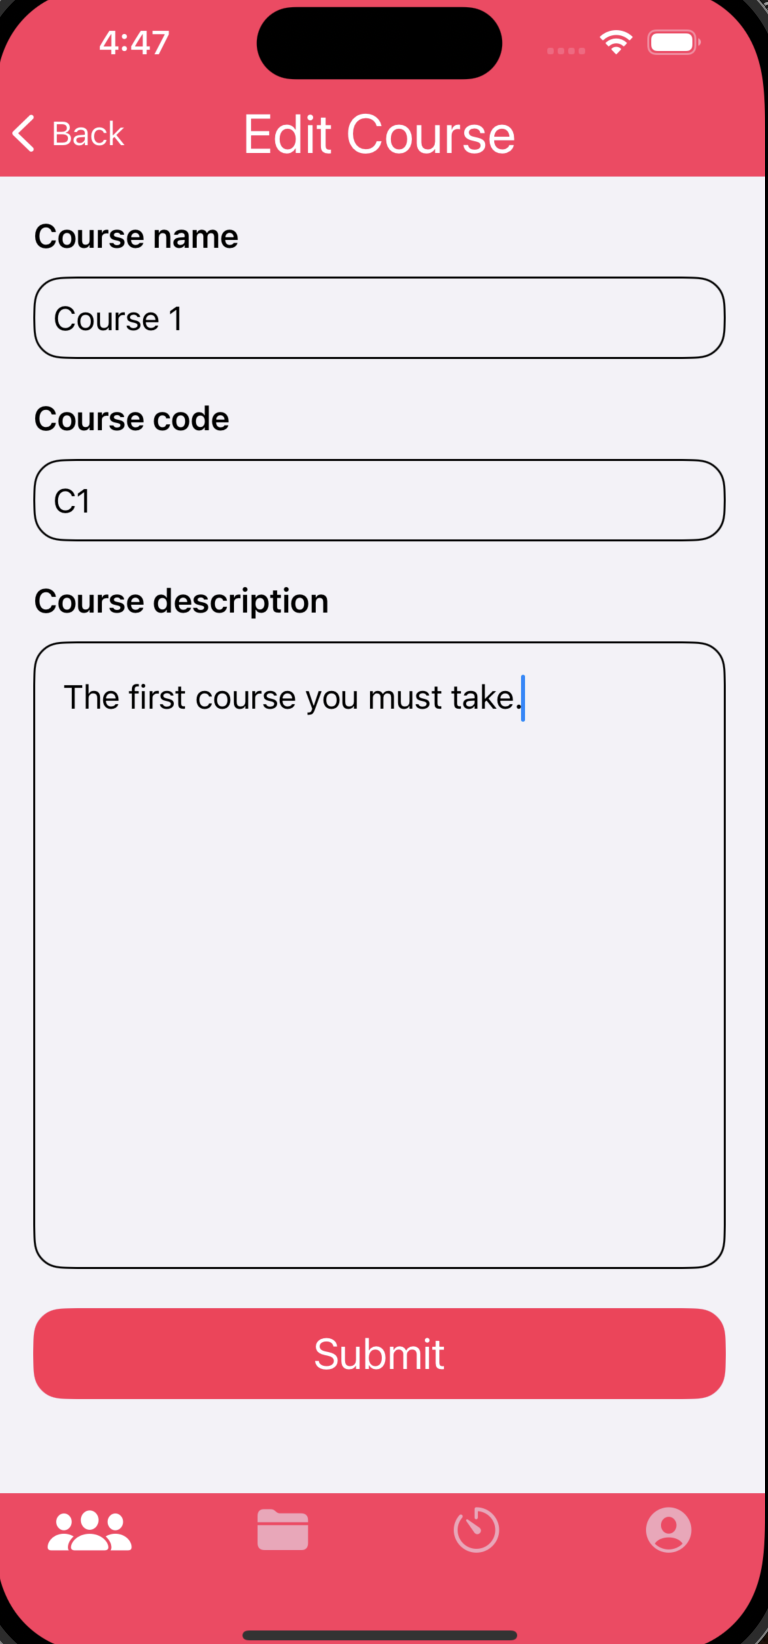 4:47
Back
Edit Course
Course name
Course 1
Course code
C1
Course description
The first course you must take.
Submit